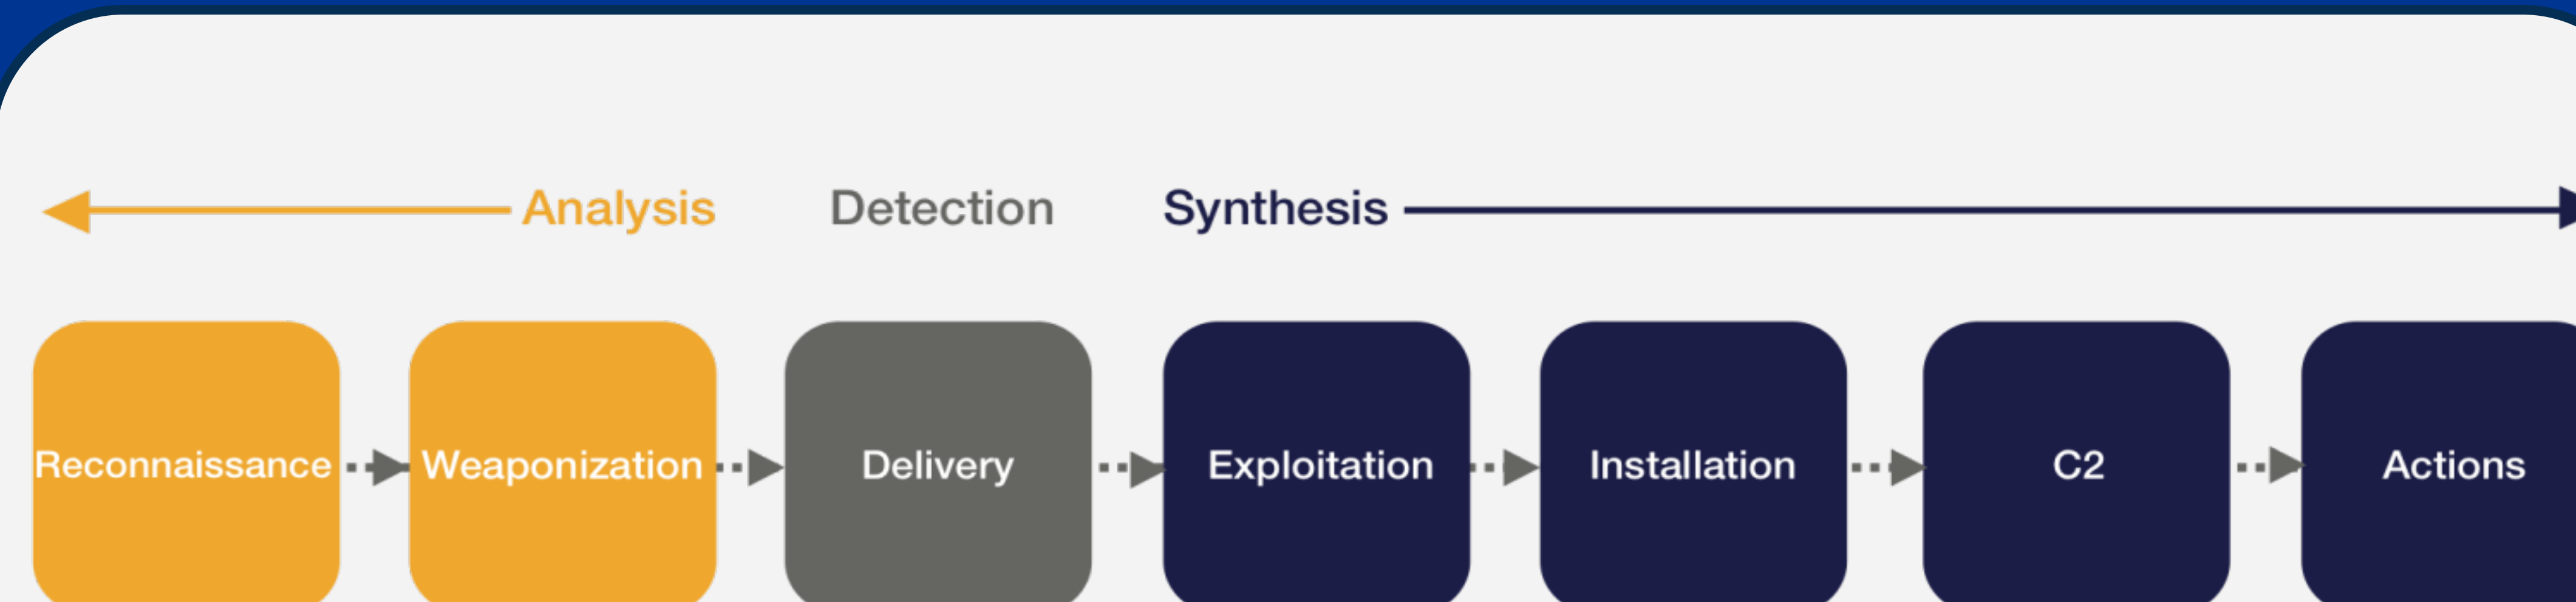 Analysis Detection Synthesis
Reconnaissance Weaponization Delivery Exploitation Installation C2 Actions